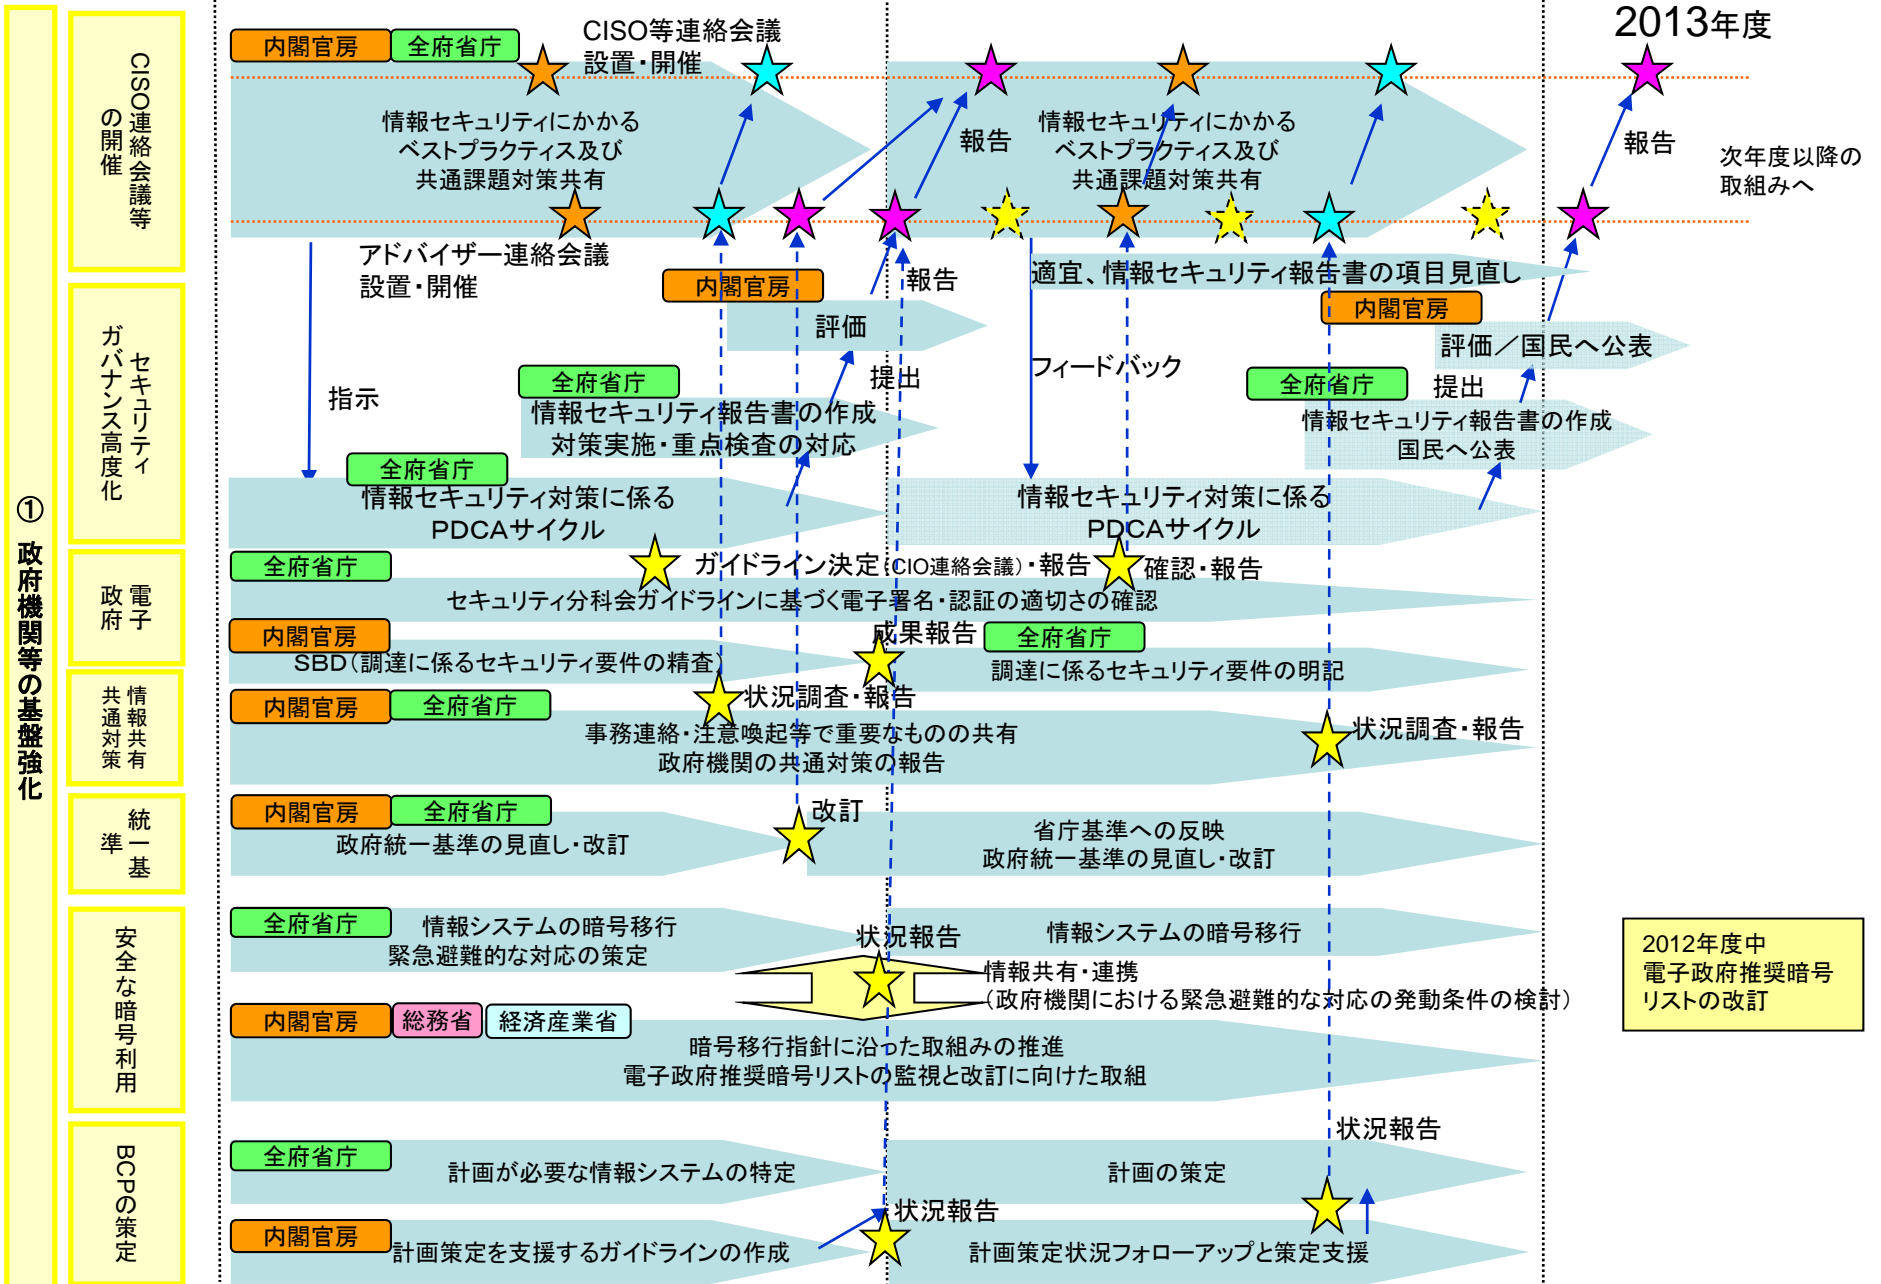 ① 政府機関等の基盤強化
2013年度
CISO連絡会議等
の開催
内閣官房
全府省庁
CISO等連絡会議
設置・開催
情報セキュリティにかかる
ベストプラクティス及び
共通課題対策共有
報告
情報セキュリティにかかる
ベストプラクティス及び
共通課題対策共有
報告
次年度以降の
取組みへ
アドバイザー連絡会議
設置・開催
セキュリティ
ガバナンス高度化
指示
内閣官房
報告
評価
適宜、情報セキュリティ報告書の項目見直し
内閣官房
評価／国民へ公表
全府省庁
提出
情報セキュリティ報告書の作成
対策実施・重点検査の対応
フィードバック
全府省庁
提出
情報セキュリティ報告書の作成
国民へ公表
全府省庁
情報セキュリティ対策に係る
PDCAサイクル
情報セキュリティ対策に係る
PDCAサイクル
電子
政府
全府省庁
ガイドライン決定（CIO連絡会議）・報告
確認・報告
セキュリティ分科会ガイドラインに基づく電子署名・認証の適切さの確認
内閣官房
SBD（調達に係るセキュリティ要件の精査）
成果報告
全府省庁
調達に係るセキュリティ要件の明記
情報共有
共通対策
内閣官房
全府省庁
状況調査・報告
事務連絡・注意喚起等で重要なものの共有
政府機関の共通対策の報告
状況調査・報告
統一基
準
内閣官房
全府省庁
改訂
政府統一基準の見直し・改訂
省庁基準への反映
政府統一基準の見直し・改訂
安全な暗号利用
全府省庁
情報システムの暗号移行
緊急避難的な対応の策定
状況報告
情報システムの暗号移行
情報共有・連携
（政府機関における緊急避難的な対応の発動条件の検討）
内閣官房
総務省
経済産業省
暗号移行指針に沿った取組みの推進
電子政府推奨暗号リストの監視と改訂に向けた取組
2012年度中
電子政府推奨暗号
リストの改訂
BCPの策定
全府省庁
計画が必要な情報システムの特定
計画の策定
状況報告
内閣官房
計画策定を支援するガイドラインの作成
状況報告
計画策定状況フォローアップと策定支援